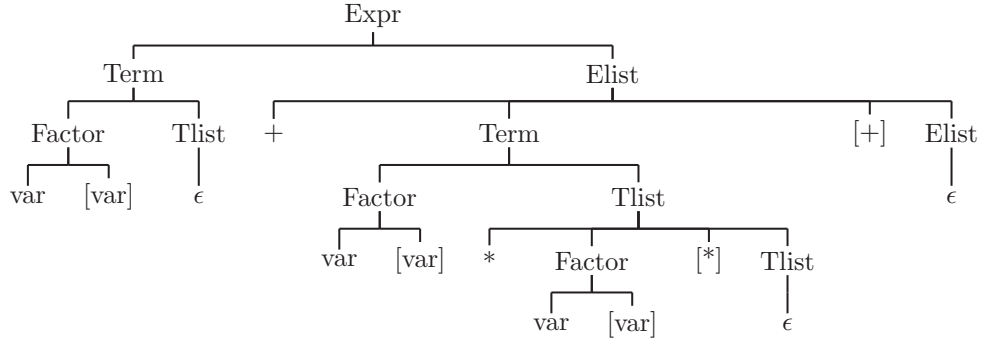 Expr
Term Elist
Factor Tlist + Term [+] Elist
var [var] ϵ Factor Tlist ϵ
var [var] * Factor [*] Tlist
var [var] ϵ